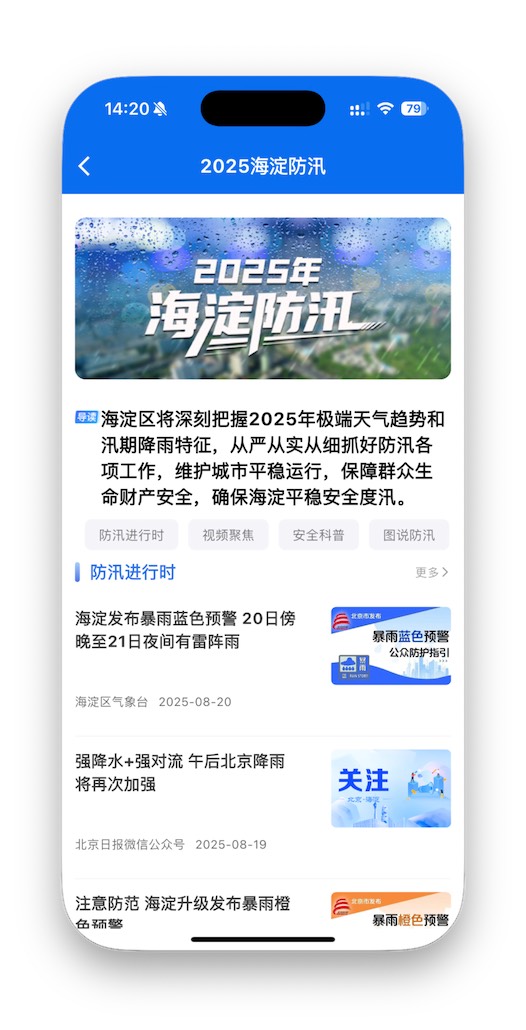 14:20
79
2025海淀防汛
2025年
海淀防汛
导读
海淀区将深刻把握2025年极端天气趋势和
汛期降雨特征，从严从实从细抓好防汛各
项工作，维护城市平稳运行，保障群众生
命财产安全，确保海淀平稳安全度汛。
防汛进行时 视频聚焦 安全科普 图说防汛
防汛进行时 更多
海淀发布暴雨蓝色预警 20日傍
晚至21日夜间有雷阵雨
海淀区气象台 2025-08-20
北京市发布
暴雨蓝色预警
公众防护指引
暴雨
蓝
强降水+强对流 午后北京降雨
将再次加强
北京日报微信公众号 2025-08-19
关注
北京·海淀
注意防范 海淀升级发布暴雨橙
色预警
北京市发布
暴雨橙色预警